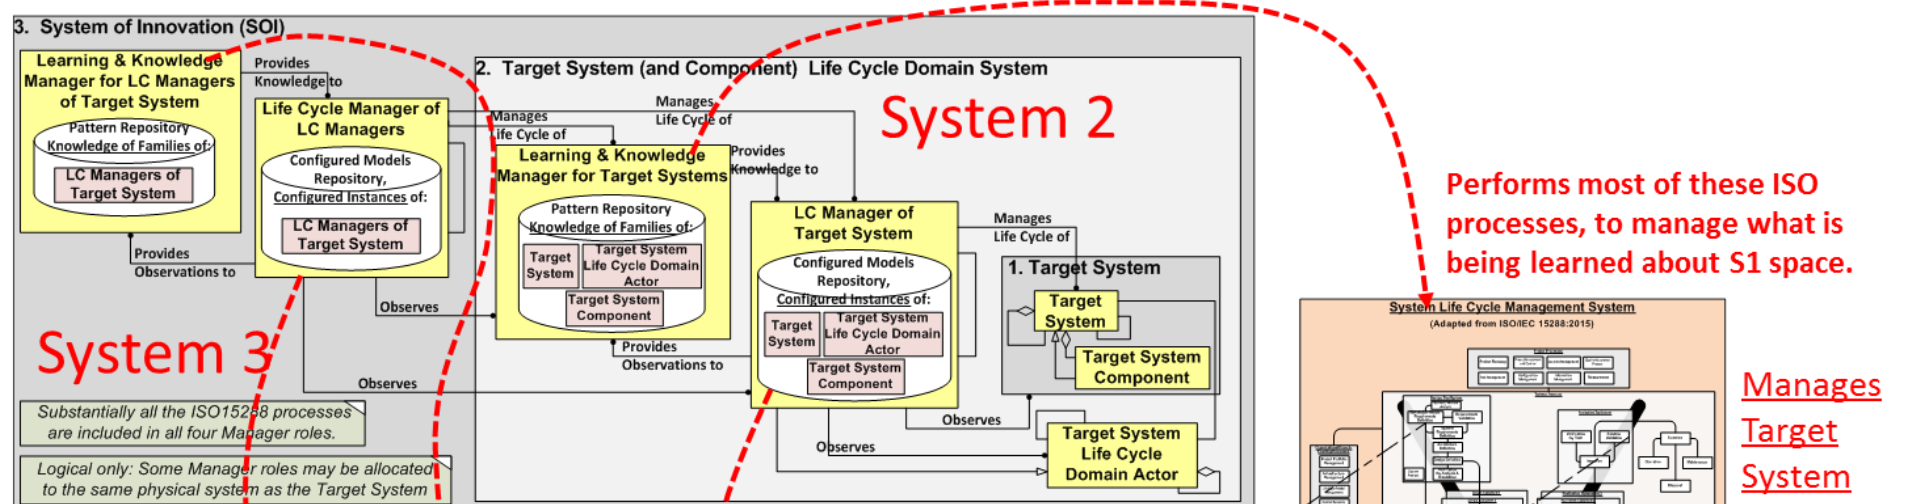 3. System of Innovation (SOI)
Learning & Knowledge
Manager for LC Managers
of Target System
Pattern Repository
Knowledge of Families of:
LC Managers of
Target System
Provides
Knowledge to
Life Cycle Manager of
LC Managers
Configured Models
Repository,
Configured Instances of:
LC Managers of
Target System
Provides
Observations to
Observes
Observes
System 3
Substantially all the ISO15288 processes
are included in all four Manager roles.
Logical only: Some Manager roles may be allocated
to the same physical system as the Target System
2. Target System (and Component) Life Cycle Domain System
System 2
Manages
ife Cycle of
Manages
Life Cycle of
Learning & Knowledge
Manager for Target Systems
Pattern Repository
Knowledge of Families of:
Target
System
Target System
Life Cycle Domain
Actor
Target System
Component
Provides
Knowledge to
Provides
Observations to
LC Manager of
Target System
Configured Models
Repository,
Configured Instances of:
Target
System
Target System
Life Cycle Domain
Actor
Target System
Component
Manages
Life Cycle of
1. Target System
Target
System
Target System
Component
Observes
Observes
Target System
Life Cycle
Domain Actor
Performs most of these ISO
processes, to manage what is
being learned about S1 space.
System Life Cycle Management System
(Adapted from ISO/IEC 15288:2015)
Manages
Target
System